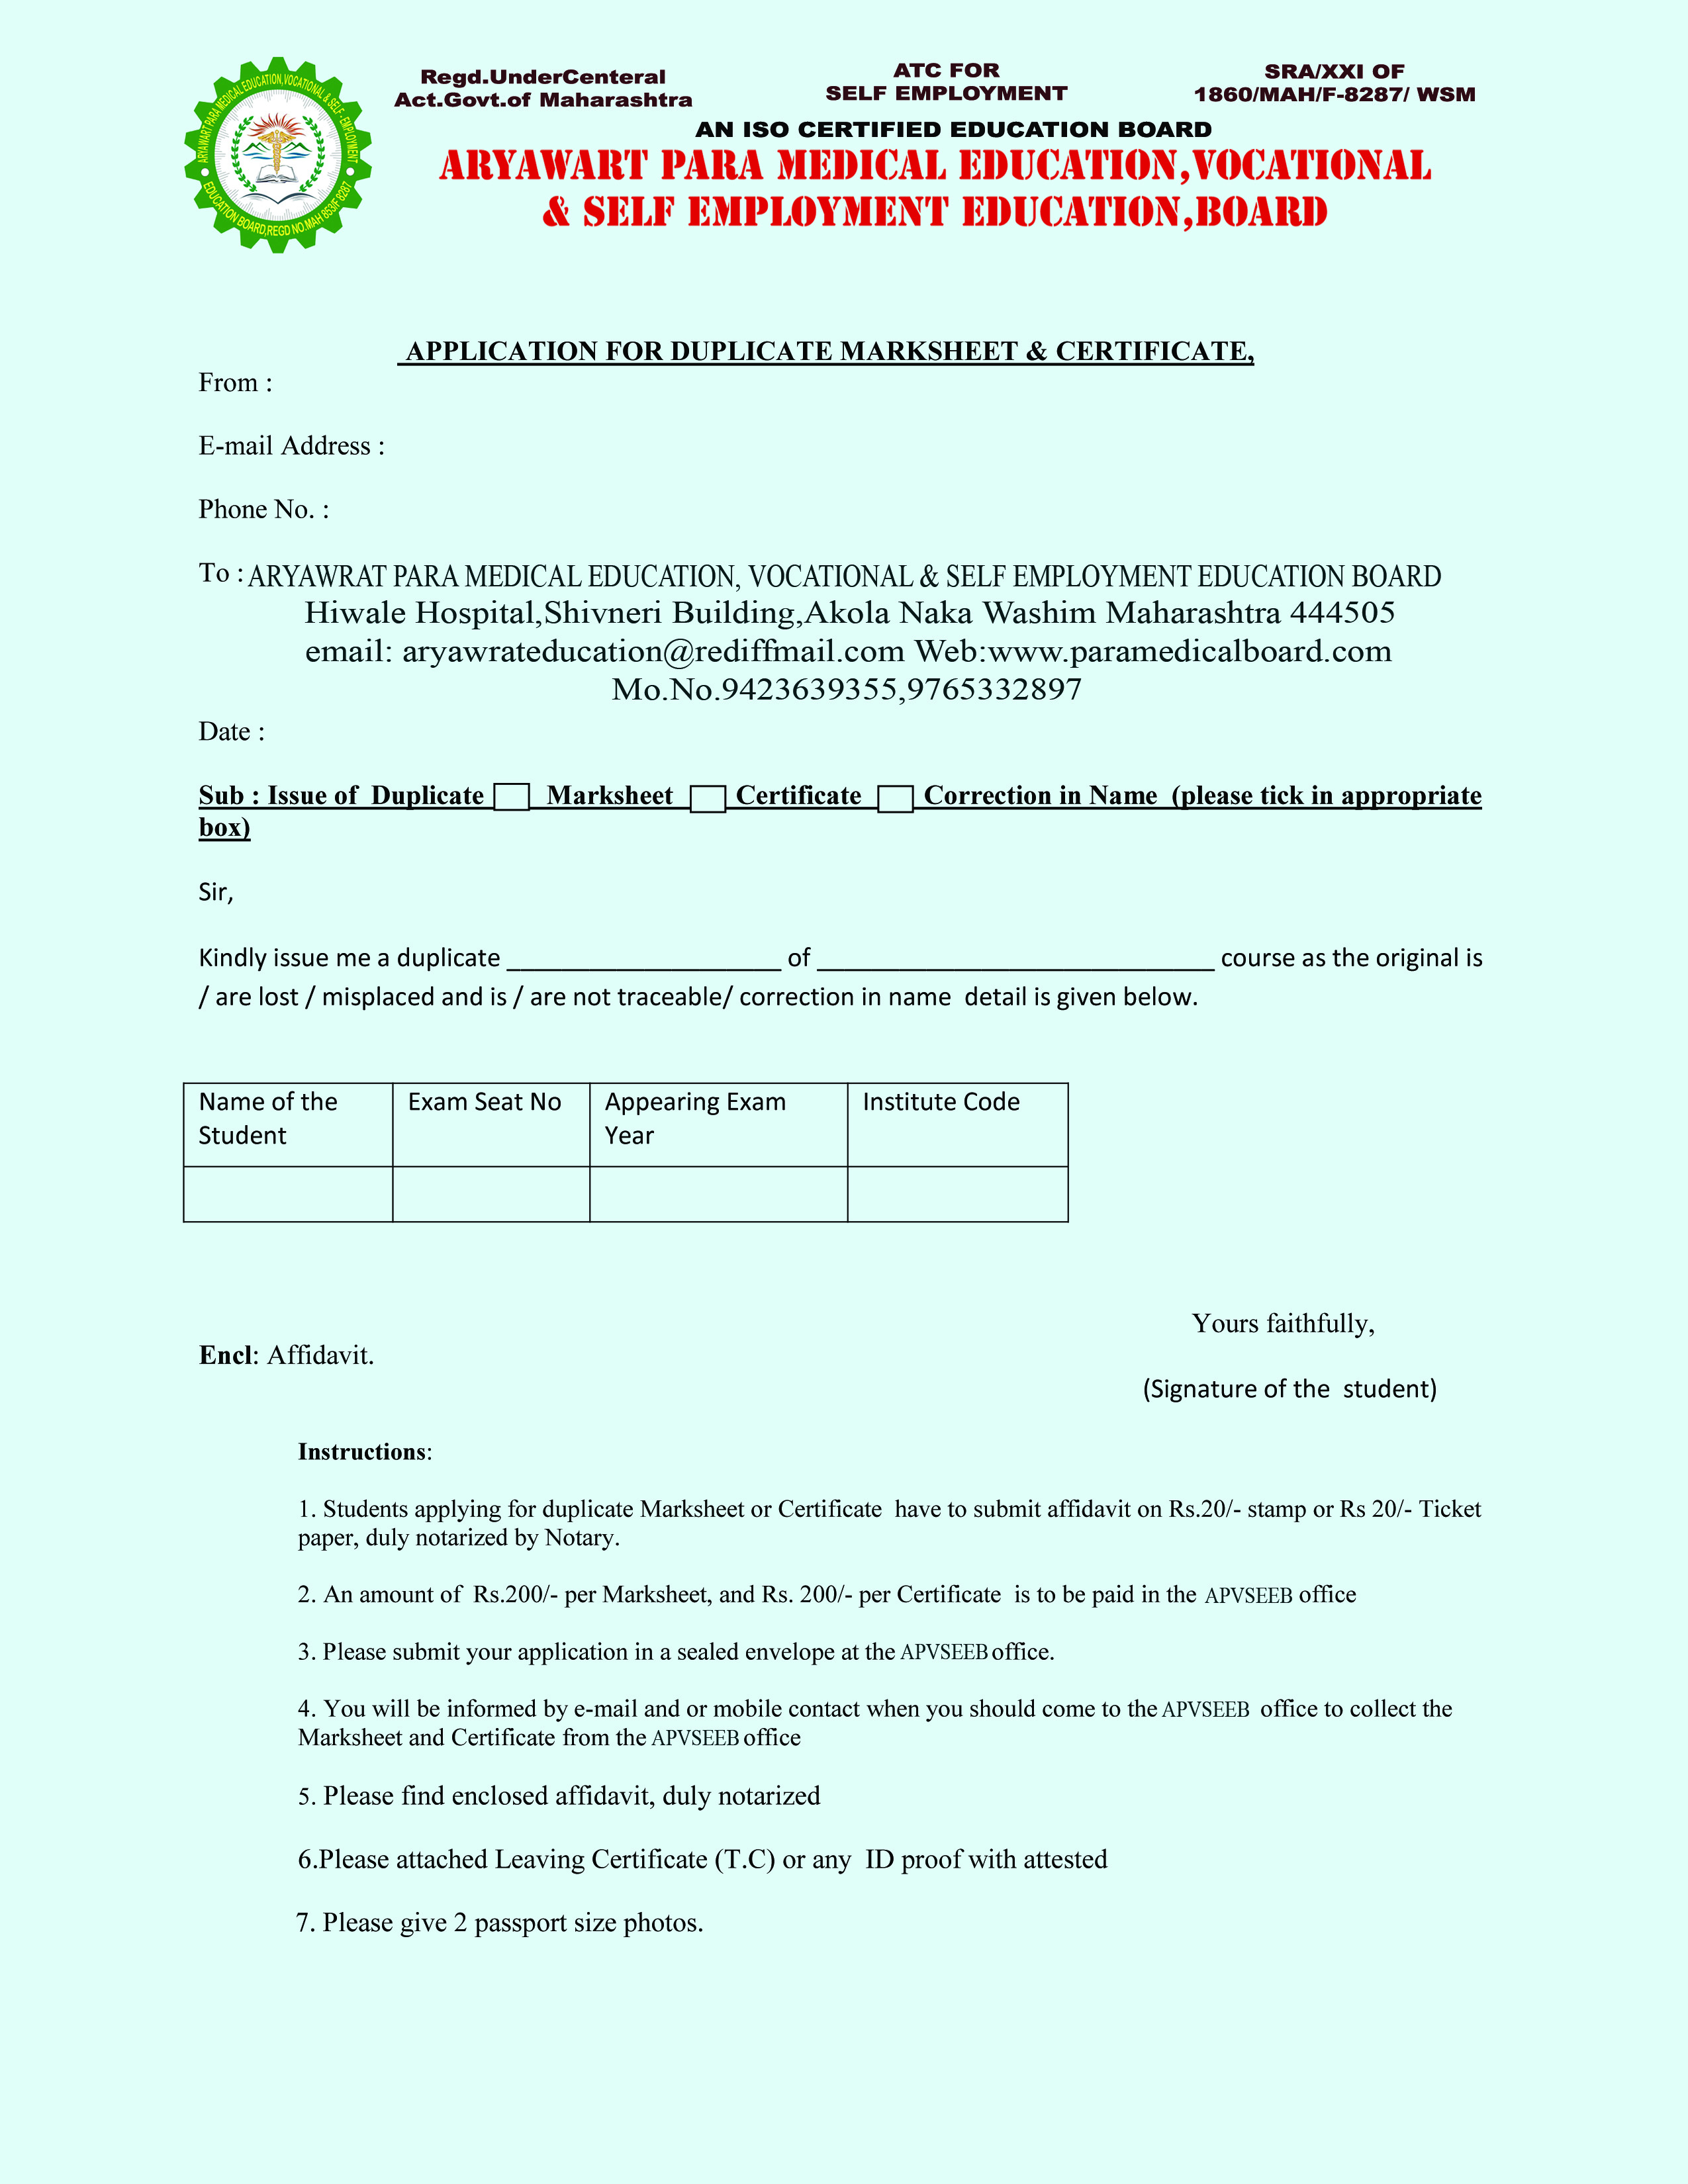 ARYAWART PARA MEDICAL EDUCATION,VOCATIONAL & SELF - EMPLOYMENT
EDUCATION BOARD,REGD NO.MAH 853/F 8287
Regd.UnderCenteral
Act.Govt.of Maharashtra
ATC FOR
SELF EMPLOYMENT
SRA/XXI OF
1860/MAH/F-8287/ WSM
AN ISO CERTIFIED EDUCATION BOARD
ARYAWART PARA MEDICAL EDUCATION,VOCATIONAL
& SELF EMPLOYMENT EDUCATION,BOARD
APPLICATION FOR DUPLICATE MARKSHEET & CERTIFICATE,
From :
E-mail Address :
Phone No. :
To : ARYAWRAT PARA MEDICAL EDUCATION, VOCATIONAL & SELF EMPLOYMENT EDUCATION BOARD
Hiwale Hospital,Shivneri Building,Akola Naka Washim Maharashtra 444505
email: aryawrateducation@rediffmail.com Web:www.paramedicalboard.com
Mo.No.9423639355,9765332897
Date :
Sub : Issue of Duplicate Marksheet Certificate Correction in Name (please tick in appropriate
box)
Sir,
Kindly issue me a duplicate ____________________ of _____________________________ course as the original is
/ are lost / misplaced and is / are not traceable/ correction in name detail is given below.
Name of the
Student
Exam Seat No
Appearing Exam
Year
Institute Code
Yours faithfully,
Encl: Affidavit.
(Signature of the student)
Instructions:
1. Students applying for duplicate Marksheet or Certificate have to submit affidavit on Rs.20/- stamp or Rs 20/- Ticket
paper, duly notarized by Notary.
2. An amount of Rs.200/- per Marksheet, and Rs. 200/- per Certificate is to be paid in the APVSEEB office
3. Please submit your application in a sealed envelope at the APVSEEB office.
4. You will be informed by e-mail and or mobile contact when you should come to the APVSEEB office to collect the
Marksheet and Certificate from the APVSEEB office
5. Please find enclosed affidavit, duly notarized
6.Please attached Leaving Certificate (T.C) or any ID proof with attested
7. Please give 2 passport size photos.